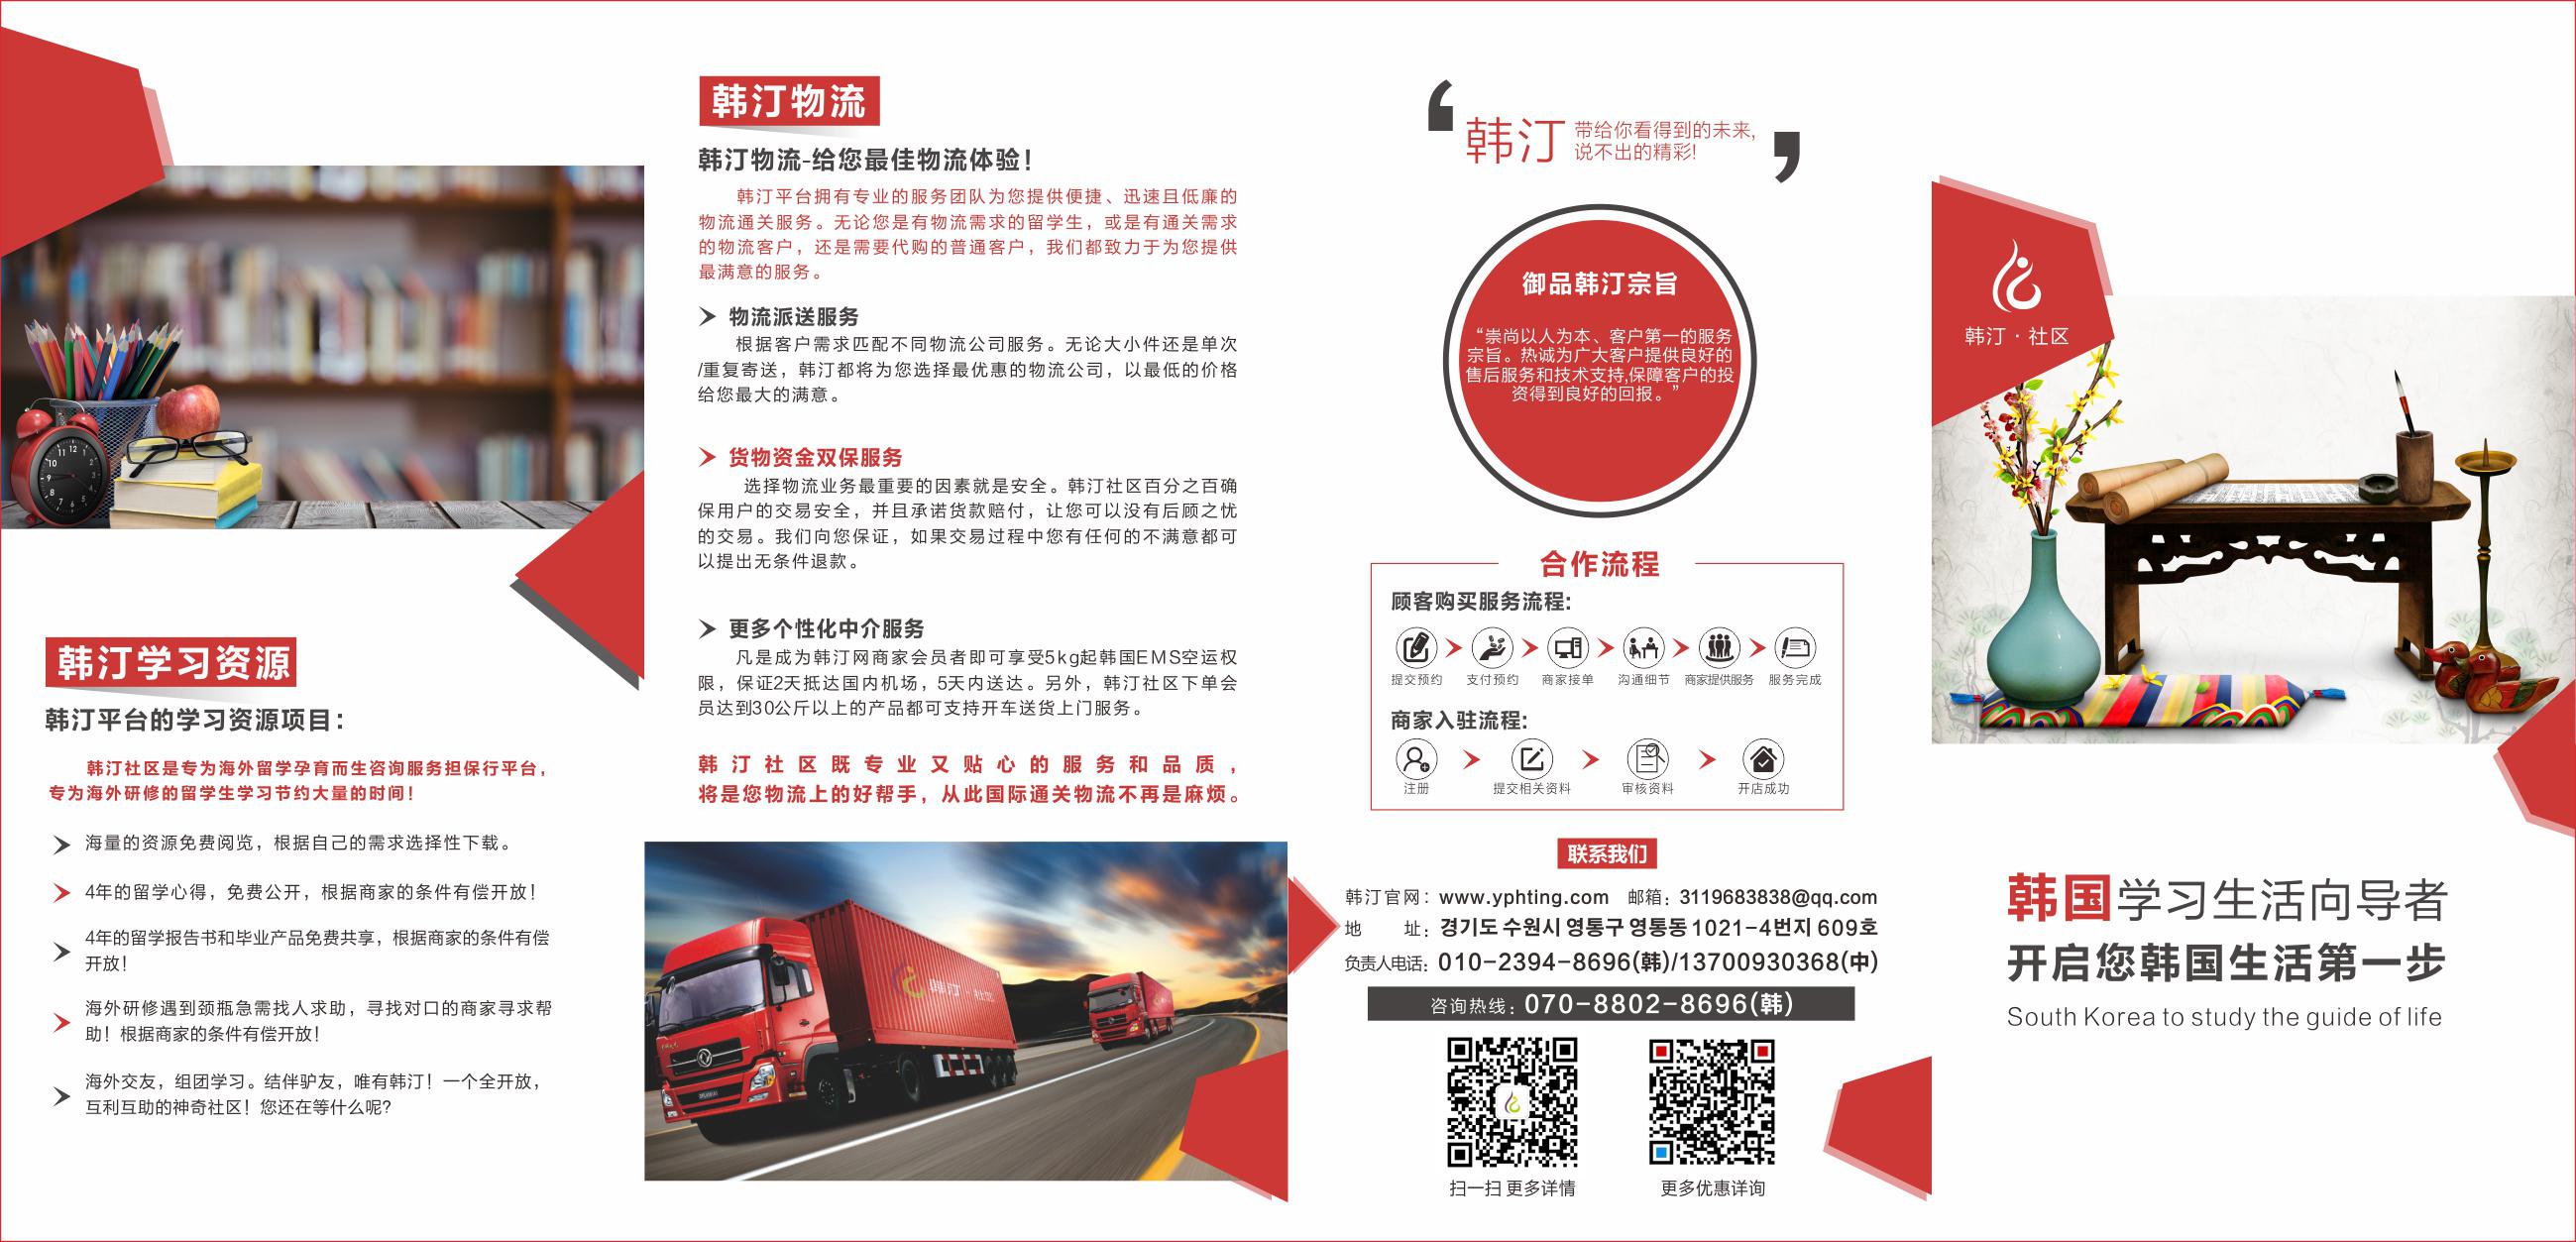 韩汀学习资源
韩汀平台的学习资源项目：
韩汀社区是专为海外留学孕育而生咨询服务担保行平台，
专为海外研修的留学生学习节约大量的时间！
海量的资源免费阅览，根据自己的需求选择性下载。
4年的留学心得，免费公开，根据商家的条件有偿开放！
4年的留学报告书和毕业产品免费共享，根据商家的条件有偿
开放！
海外研修遇到颈瓶急需找人求助，寻找对口的商家寻求帮
助！根据商家的条件有偿开放！
海外交友，组团学习。结伴驴友，唯有韩汀！一个全开放，
互利互助的神奇社区！您还在等什么呢?
韩汀物流
韩汀物流-给您最佳物流体验！
韩汀平台拥有专业的服务团队为您提供便捷、迅速且低廉的
物流通关服务。无论您是有物流需求的留学生，或是有通关需求
的物流客户，还是需要代购的普通客户，我们都致力于为您提供
最满意的服务。
物流派送服务
根据客户需求匹配不同物流公司服务。无论大小件还是单次
/重复寄送，韩汀都将为您选择最优惠的物流公司，以最低的价格
给您最大的满意。
货物资金双保服务
选择物流业务最重要的因素就是安全。韩汀社区百分之百确
保用户的交易安全，并且承诺货款赔付，让您可以没有后顾之忧
的交易。我们向您保证，如果交易过程中您有任何的不满意都可
以提出无条件退款。
更多个性化中介服务
凡是成为韩汀网商家会员者即可享受5kg起韩国EMS空运权
限，保证2天抵达国内机场，5天内送达。另外，韩汀社区下单会
员达到30公斤以上的产品都可支持开车送货上门服务。
韩汀社区既专业又贴心的服务和品质，
将是您物流上的好帮手，从此国际通关物流不再是麻烦。
韩汀·社区
‘韩汀 带给你看得到的未来,
说不出的精彩!’
御品韩汀宗旨
“崇尚以人为本、客户第一的服务
宗旨。热诚为广大客户提供良好的
售后服务和技术支持,保障客户的投
资得到良好的回报。”
合作流程
顾客购买服务流程:
提交预约 支付预约 商家接单 沟通细节 商家提供服务 服务完成
商家入驻流程:
注册 提交相关资料 审核资料 开店成功
联系我们
韩汀官网：www.yphting.com 邮箱：3119683838@qq.com
地 址：경기도 수원시 영통구 영통동 1021-4번지 609호
负责人电话：010-2394-8696(韩)/13700930368(中)
咨询热线：070-8802-8696(韩)
扫一扫 更多详情 更多优惠详询
韩汀·社区
韩国学习生活向导者
开启您韩国生活第一步
South Korea to study the guide of life